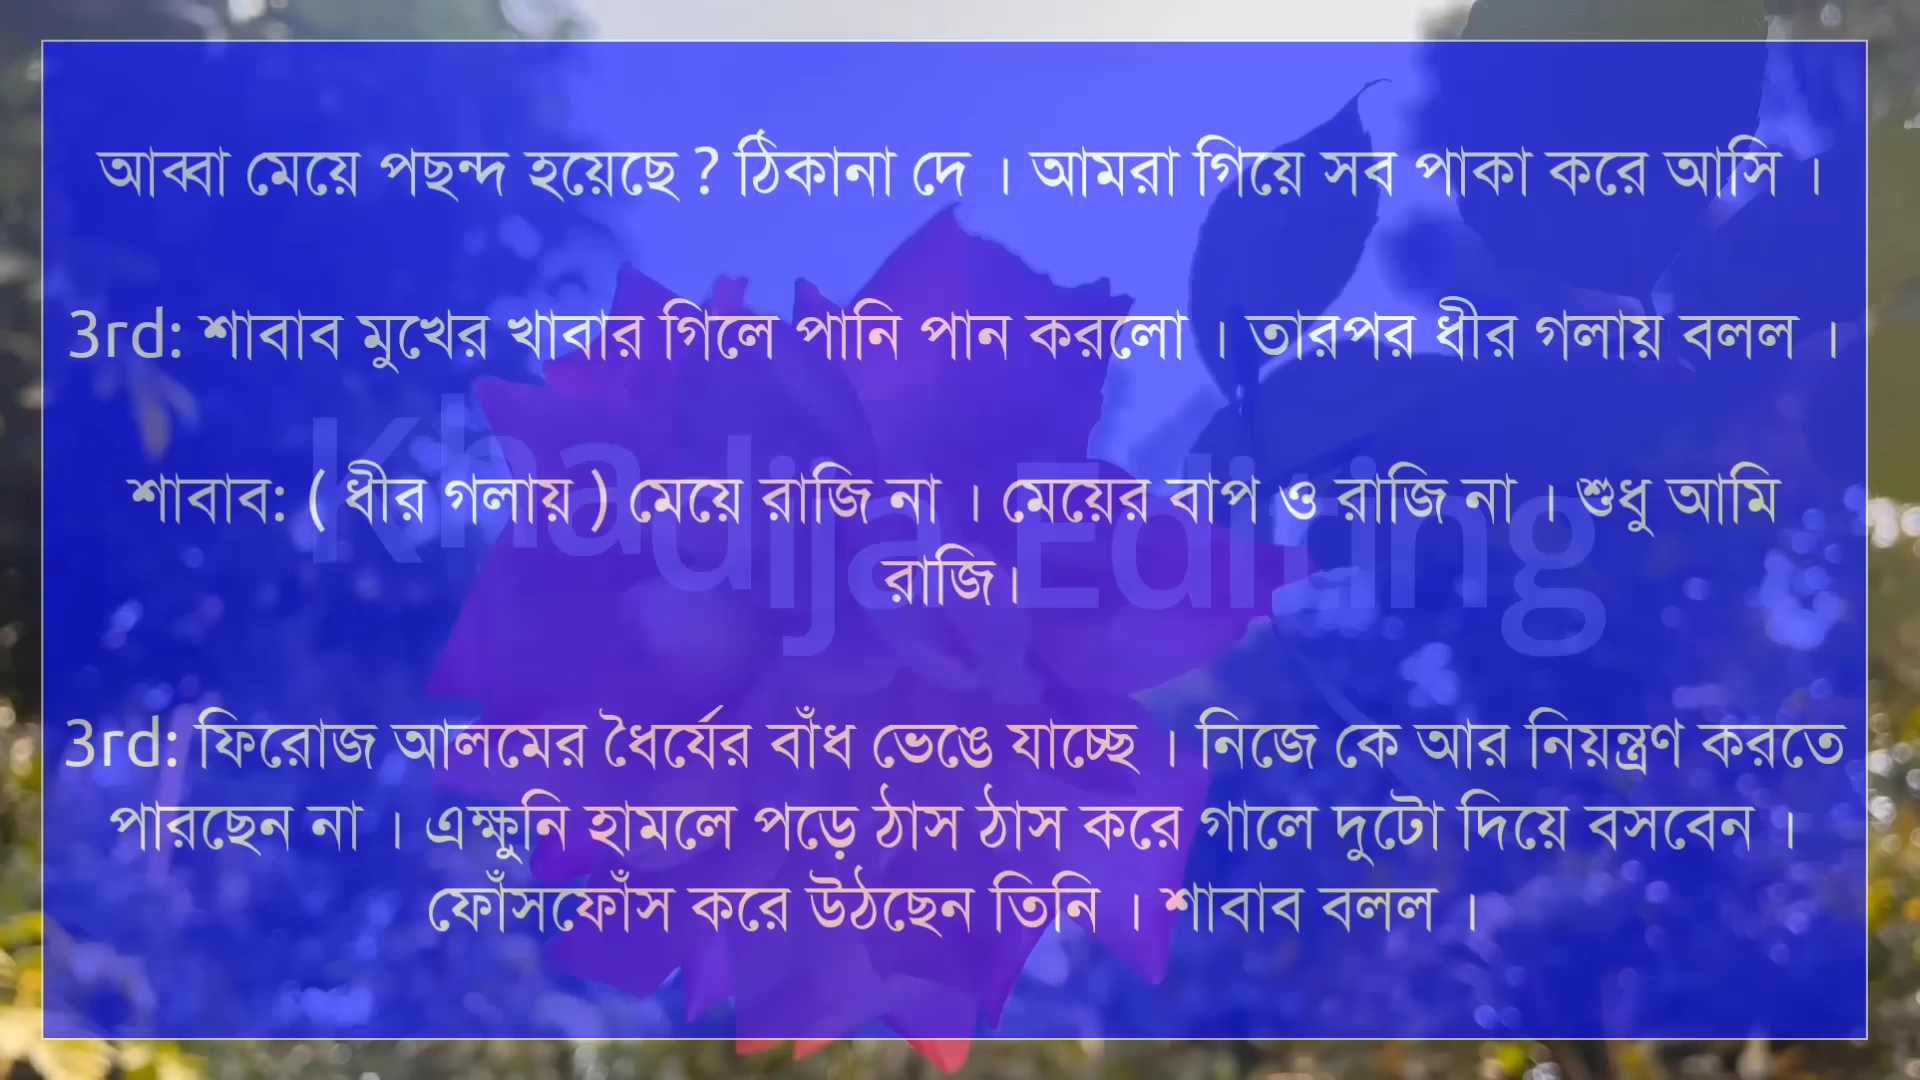 আব্বা মেয়ে পছন্দ হয়েছে ? ঠিকানা দে । আমরা গিয়ে সব পাকা করে আসি ।
3rd: শাবাব মুখের খাবার গিলে পানি পান করলো । তারপর ধীর গলায় বলল ।
Khadija Editing
শাবাব: ( ধীর গলায় ) মেয়ে রাজি না । মেয়ের বাপ ও রাজি না । শুধু আমি
রাজি।
3rd: ফিরোজ আলমের ধৈর্যের বাঁধ ভেঙে যাচ্ছে । নিজে কে আর নিয়ন্ত্রণ করতে
পারছেন না । এক্ষুনি হামলে পড়ে ঠাস ঠাস করে গালে দুটো দিয়ে বসবেন ।
ফোঁসফোঁস করে উঠছেন তিনি । শাবাব বলল ।